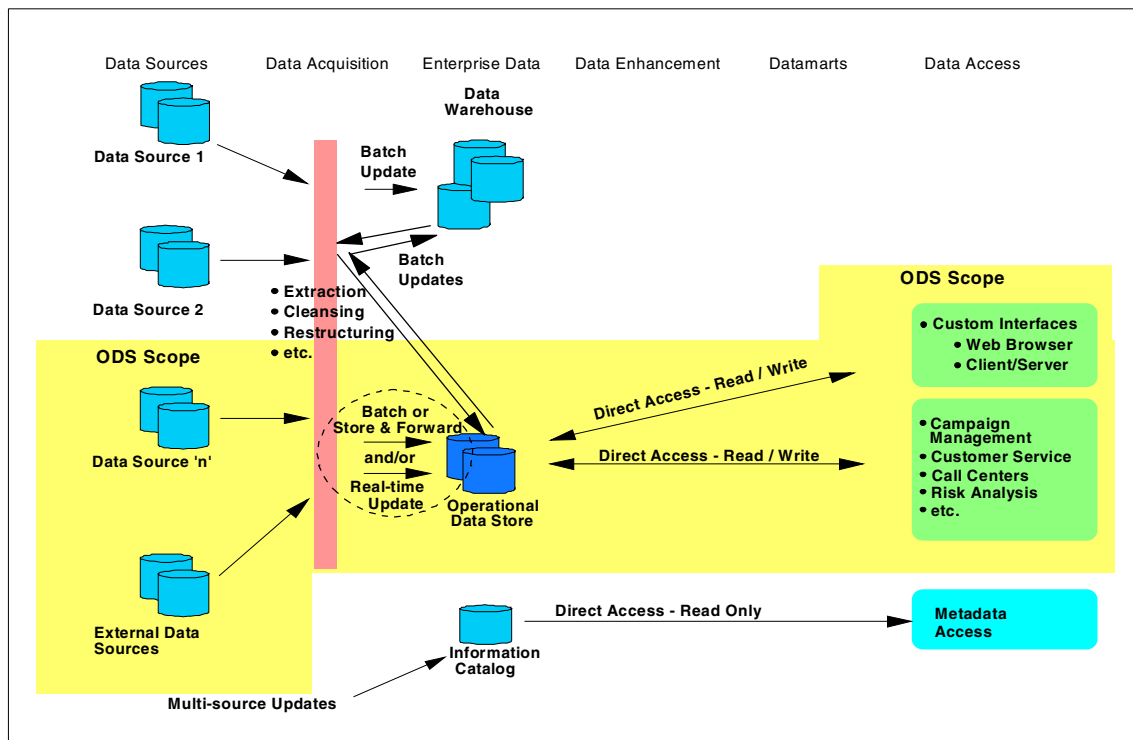 Data Sources
Data Acquisition
Enterprise Data
Data Enhancement
Datamarts
Data Access
Data
Warehouse
Data Source 1
Batch
Update
Data Source 2
Batch
Updates
• Extraction
• Cleansing
• Restructuring
• etc.
ODS Scope
ODS Scope
• Custom Interfaces
• Web Browser
• Client/Server
Data Source 'n'
Batch or
Store & Forward
and/or
Real-time
Update
Operational
Data Store
Direct Access - Read / Write
Direct Access - Read / Write
• Campaign
Management
• Customer Service
• Call Centers
• Risk Analysis
• etc.
External Data
Sources
Information
Catalog
Direct Access - Read Only
Metadata
Access
Multi-source Updates